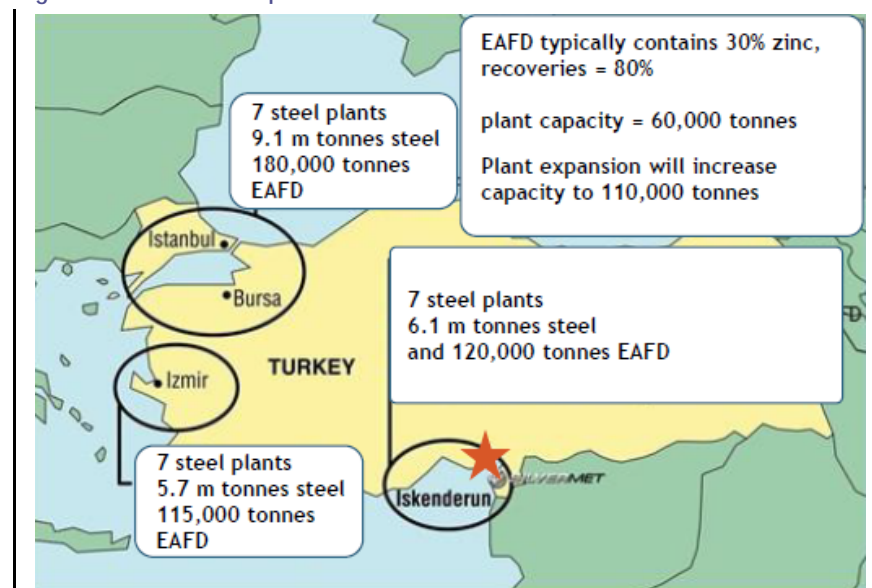 EAFD typically contains 30% zinc,
recoveries = 80%
plant capacity = 60,000 tonnes
Plant expansion will increase
capacity to 110,000 tonnes
7 steel plants
9.1 m tonnes steel
180,000 tonnes
EAFD
Istanbul
Bursa
7 steel plants
6.1 m tonnes steel
and 120,000 tonnes EAFD
TURKEY
Izmir
7 steel plants
5.7 m tonnes steel
115,000 tonnes
EAFD
Iskenderun
SILVERMET